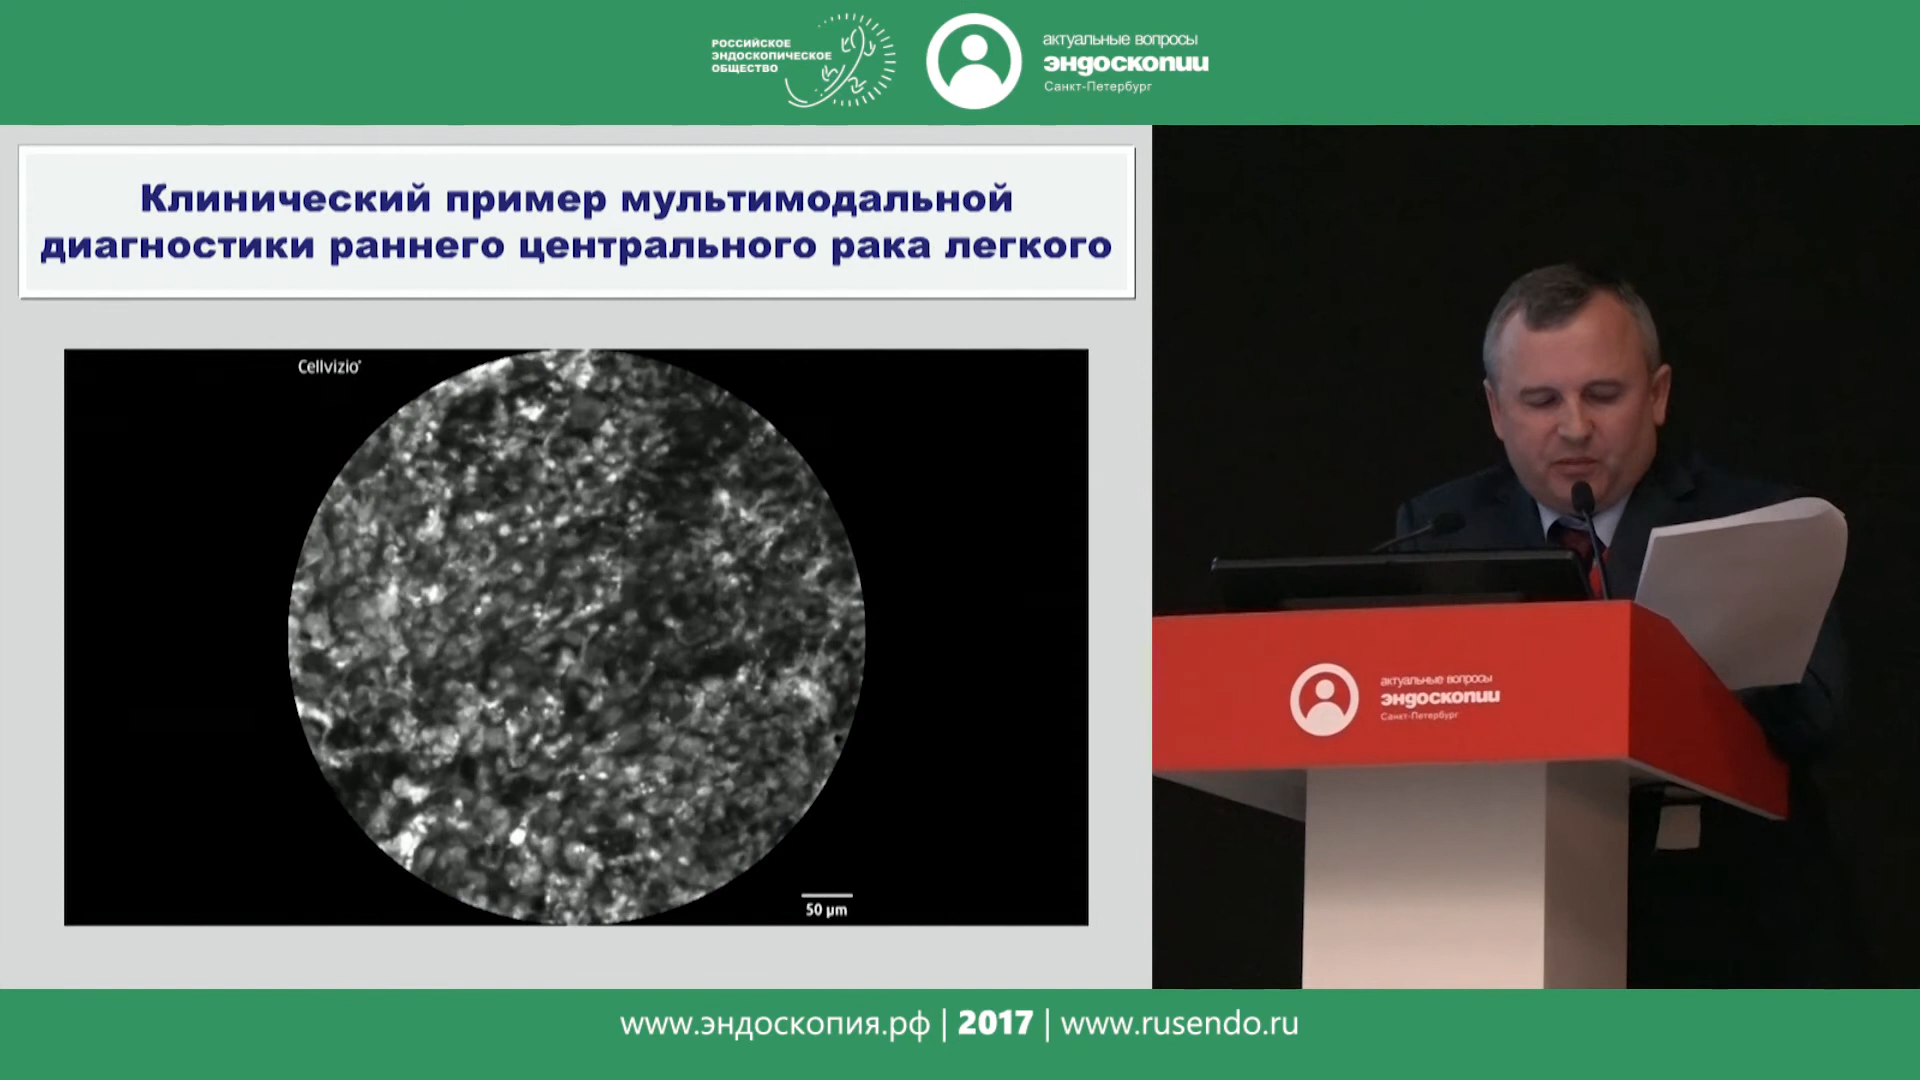 РОССИЙСКОЕ
ЭНДОСКОПИЧЕСКОЕ
ОБЩЕСТВО
актуальные вопросы
эндоскопии
Санкт-Петербург
Клинический пример мультимодальной
диагностики раннего центрального рака легкого
Cellvizio®
50 µm
актуальные вопросы
эндоскопии
Санкт-Петербург
www.эндоскопия.рф | 2017 | www.rusendo.ru